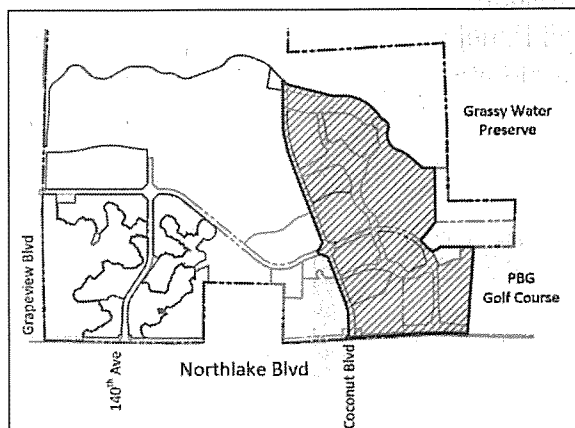 Grassy Water
Preserve
PBG
Golf Course
Grapeview Blvd
140th Ave
Northlake Blvd
Coconut Blvd